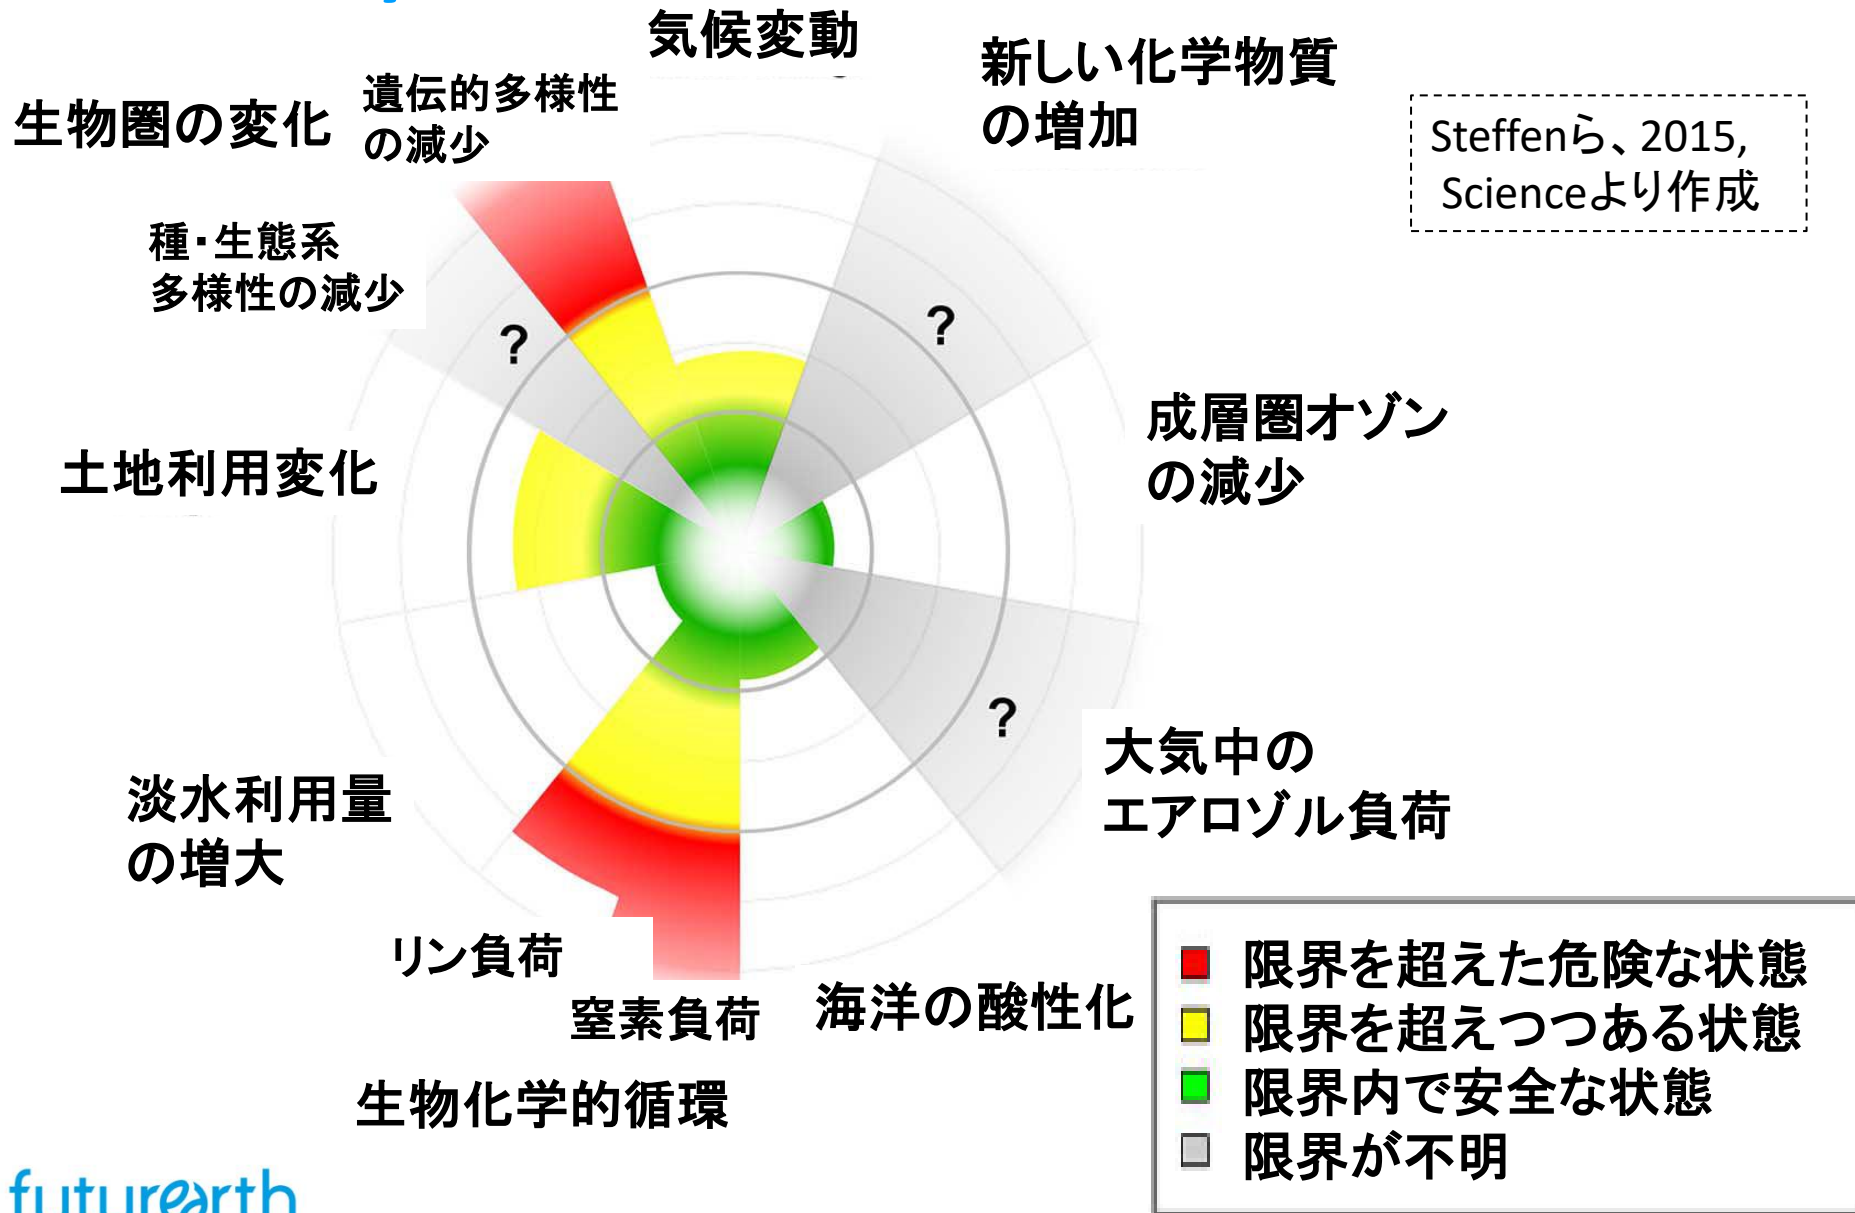 気候変動
新しい化学物質
の増加
Steffenら、2015,
Scienceより作成
生物圏の変化
遺伝的多様性
の減少
種・生態系
多様性の減少
?
?
成層圏オゾン
の減少
土地利用変化
?
大気中の
エアロゾル負荷
淡水利用量
の増大
リン負荷
窒素負荷
海洋の酸性化
生物化学的循環
限界を超えた危険な状態
限界を超えつつある状態
限界内で安全な状態
限界が不明
futurearth